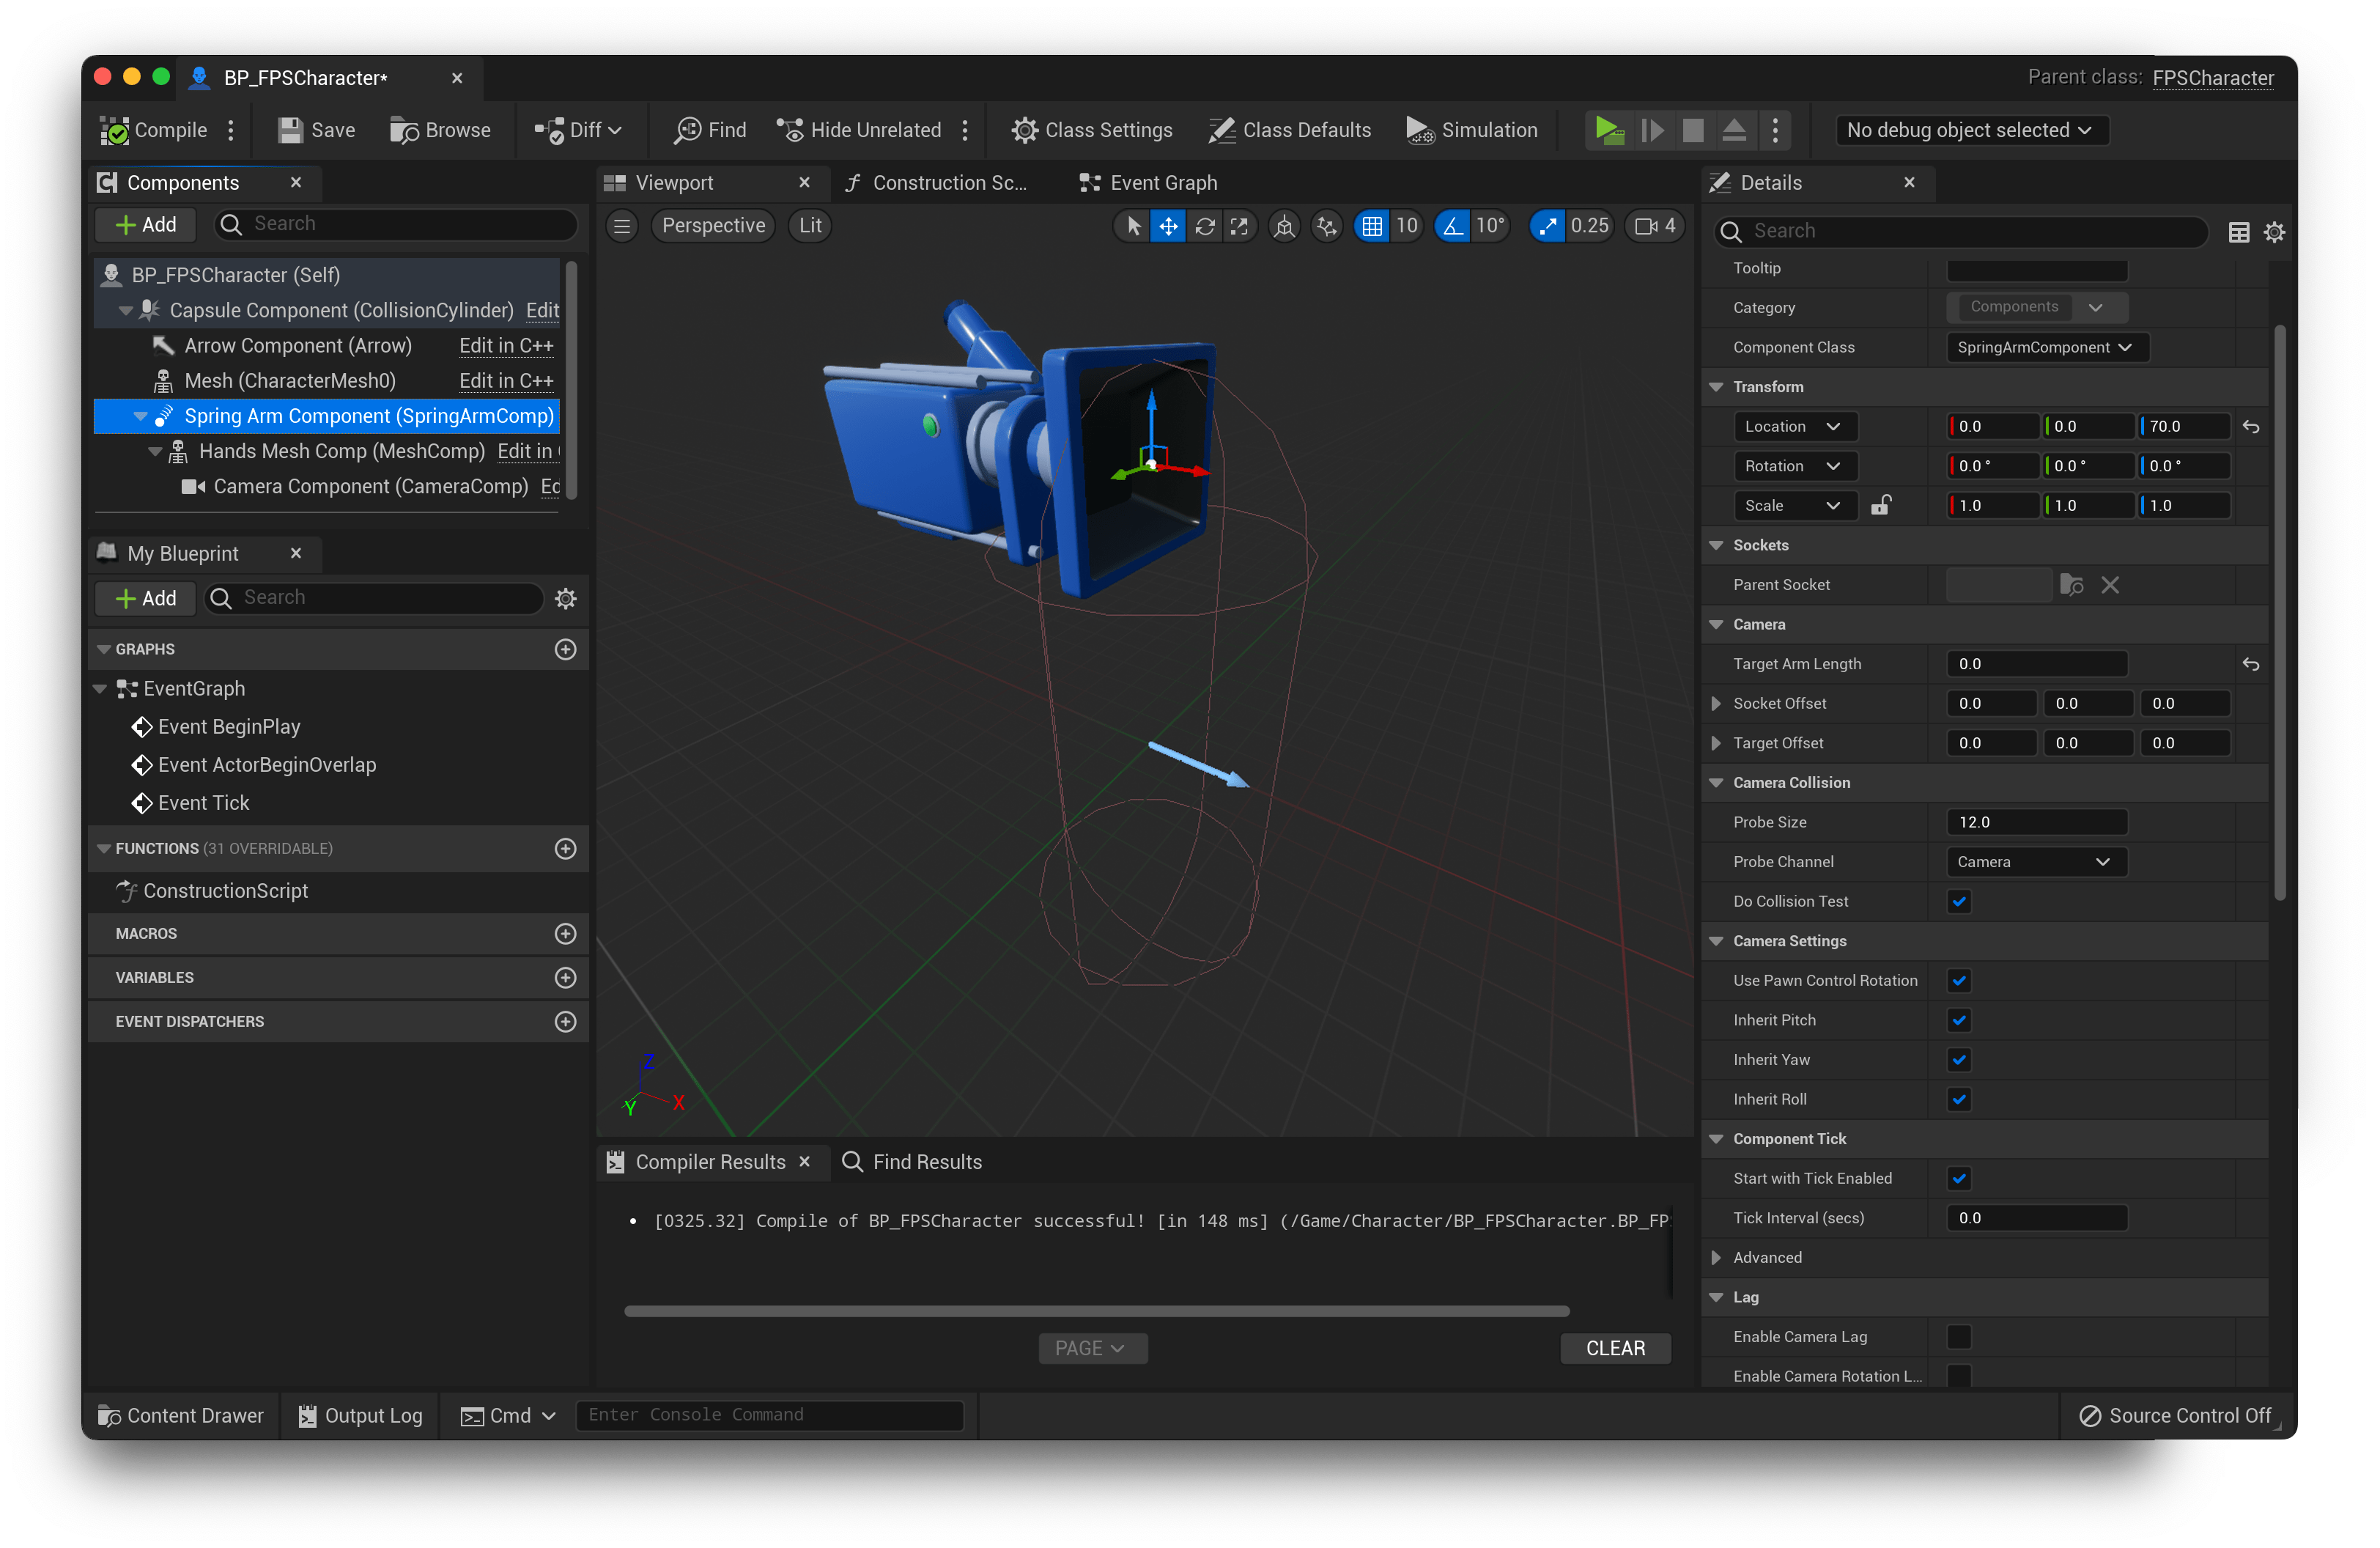 BP_FPSCharacter*
Parent class: FPSCharacter
Compile
Save
Browse
Diff
Find
Hide Unrelated
Class Settings
Class Defaults
Simulation
No debug object selected
Components
Add
Search
BP_FPSCharacter (Self)
Capsule Component (CollisionCylinder) Edit
Arrow Component (Arrow) Edit in C++
Mesh (CharacterMesh0) Edit in C++
Spring Arm Component (SpringArmComp)
Hands Mesh Comp (MeshComp) Edit in
Camera Component (CameraComp) Ed
My Blueprint
Add
Search
GRAPHS
EventGraph
Event BeginPlay
Event ActorBeginOverlap
Event Tick
FUNCTIONS (31 OVERRIDABLE)
ConstructionScript
MACROS
VARIABLES
EVENT DISPATCHERS
Viewport
Construction Sc...
Event Graph
Perspective
Lit
10
10°
0.25
4
Z
Y
X
Compiler Results
Find Results
[0325.32] Compile of BP_FPSCharacter successful! [in 148 ms] (/Game/Character/BP_FPSCharacter.BP_FP
PAGE
CLEAR
Details
Search
Tooltip
Category Components
Component Class SpringArmComponent
Transform
Location 0.0 0.0 70.0
Rotation 0.0 ° 0.0 ° 0.0 °
Scale 1.0 1.0 1.0
Sockets
Parent Socket
Camera
Target Arm Length 0.0
Socket Offset 0.0 0.0 0.0
Target Offset 0.0 0.0 0.0
Camera Collision
Probe Size 12.0
Probe Channel Camera
Do Collision Test
Camera Settings
Use Pawn Control Rotation
Inherit Pitch
Inherit Yaw
Inherit Roll
Component Tick
Start with Tick Enabled
Tick Interval (secs) 0.0
Advanced
Lag
Enable Camera Lag
Enable Camera Rotation L...
Content Drawer
Output Log
Cmd
Enter Console Command
Source Control Off